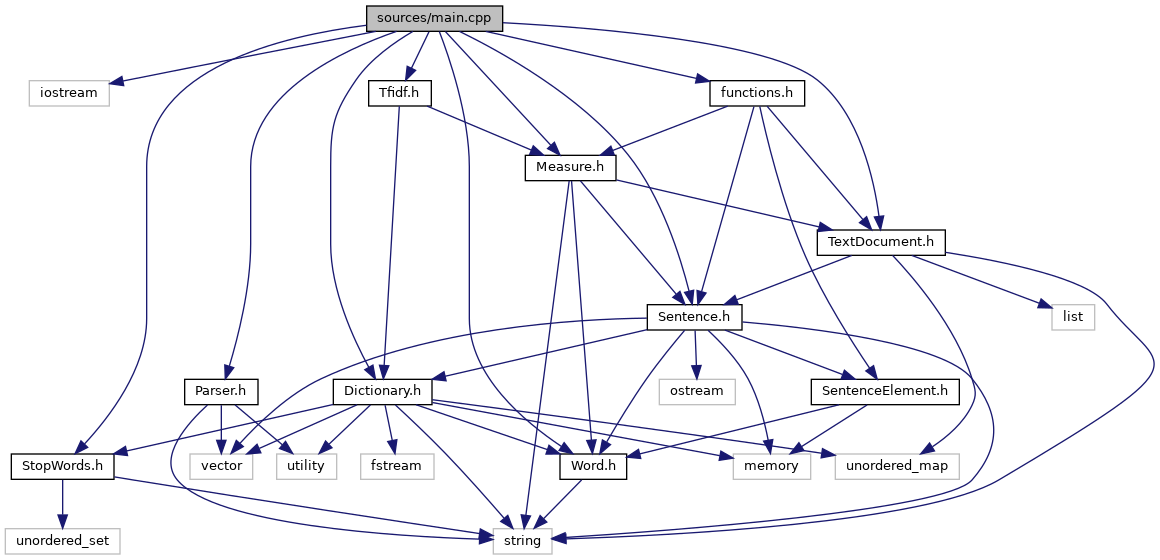 sources/main.cpp
iostream
Tfidf.h
functions.h
Measure.h
TextDocument.h
Sentence.h
list
Parser.h
Dictionary.h
ostream
SentenceElement.h
StopWords.h
vector
utility
fstream
Word.h
memory
unordered_map
unordered_set
string